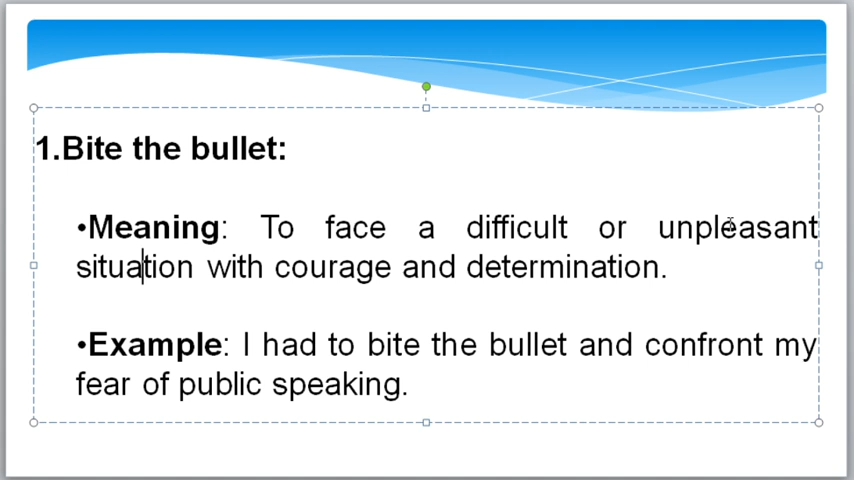 1.Bite the bullet:
•Meaning: To face a difficult or unpleasant
situation with courage and determination.
•Example: I had to bite the bullet and confront my
fear of public speaking.